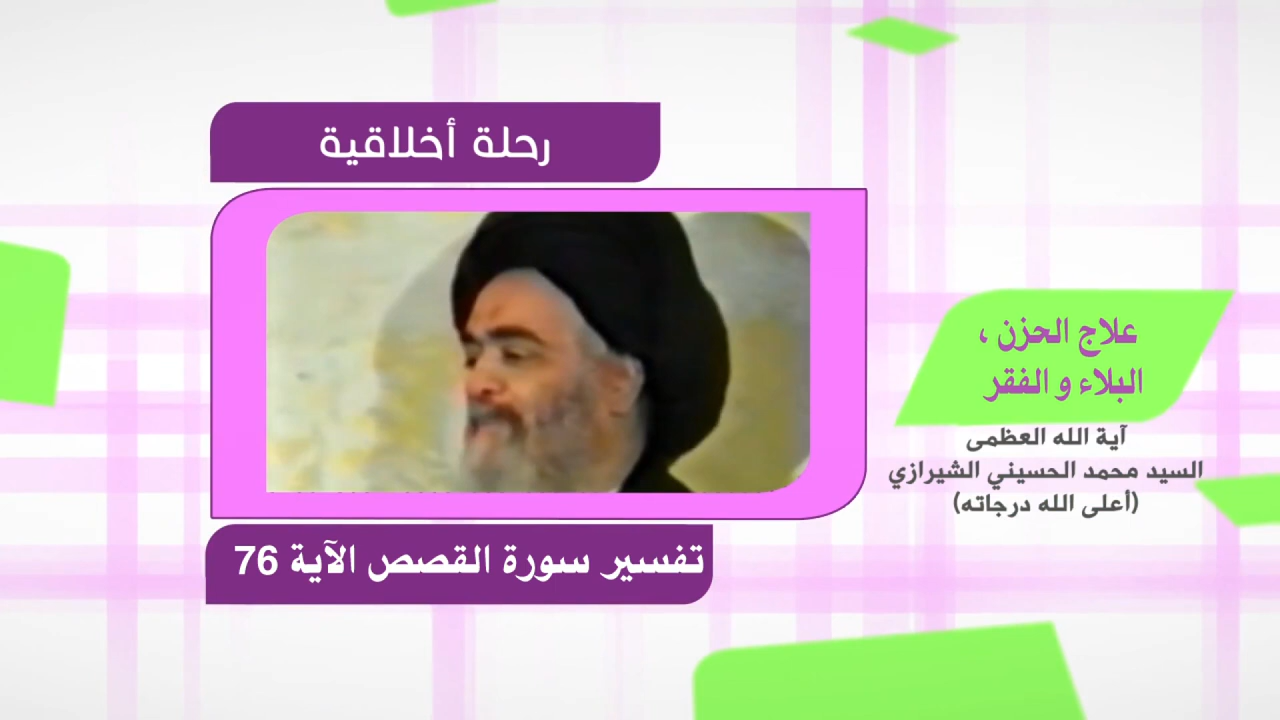 رحلة أخلاقية
علاج الحزن ،
البلاء و الفقر
آية الله العظمى
السيد محمد الحسيني الشيرازي
(أعلى الله درجاته)
تفسير سورة القصص الآية 76